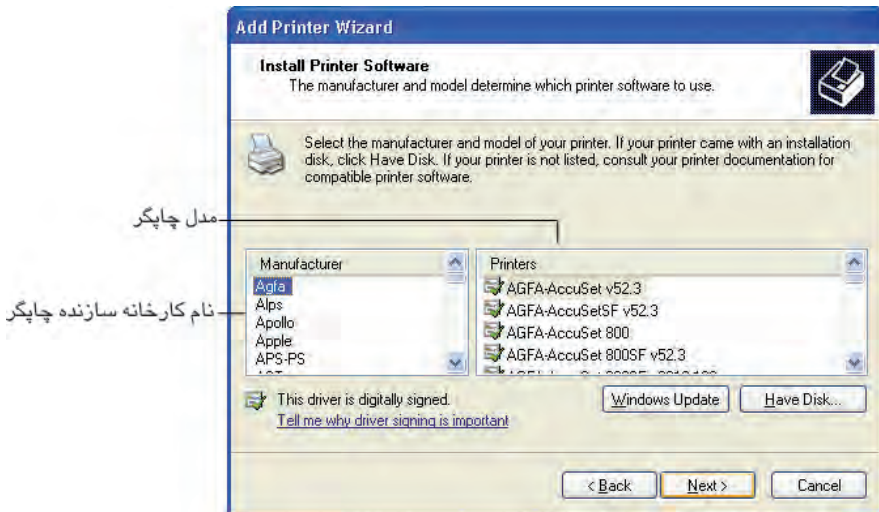 Add Printer Wizard
Install Printer Software
The manufacturer and model determine which printer software to use.
Select the manufacturer and model of your printer. If your printer came with an installation
disk, click Have Disk. If your printer is not listed, consult your printer documentation for
compatible printer software.
مدل چاپگر
Manufacturer
Agfa
Alps
Apollo
Apple
APS-PS
Printers
AGFA-AccuSet v52.3
AGFA-AccuSetSF v52.3
AGFA-AccuSet 800
AGFA-AccuSet 800SF v52.3
نام کارخانه سازنده چاپگر
This driver is digitally signed.
Tell me why driver signing is important
Windows Update
Have Disk...
< Back
Next >
Cancel